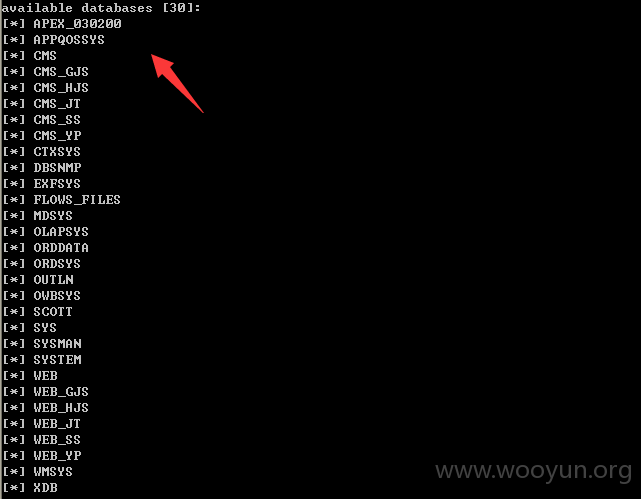 available databases [30]:
[*] APEX_030200
[*] APPQOSSYS
[*] CMS
[*] CMS_GJS
[*] CMS_HJS
[*] CMS_JT
[*] CMS_SS
[*] CMS_YP
[*] CTXSYS
[*] DBSNMP
[*] EXFSYS
[*] FLOWS_FILES
[*] MDSYS
[*] OLAPSYS
[*] ORDDATA
[*] ORDSYS
[*] OUTLN
[*] OWBSYS
[*] SCOTT
[*] SYS
[*] SYSMAN
[*] SYSTEM
[*] WEB
[*] WEB_GJS
[*] WEB_HJS
[*] WEB_JT
[*] WEB_SS
[*] WEB_YP
[*] WMSYS
[*] XDB
www.wooyun.org